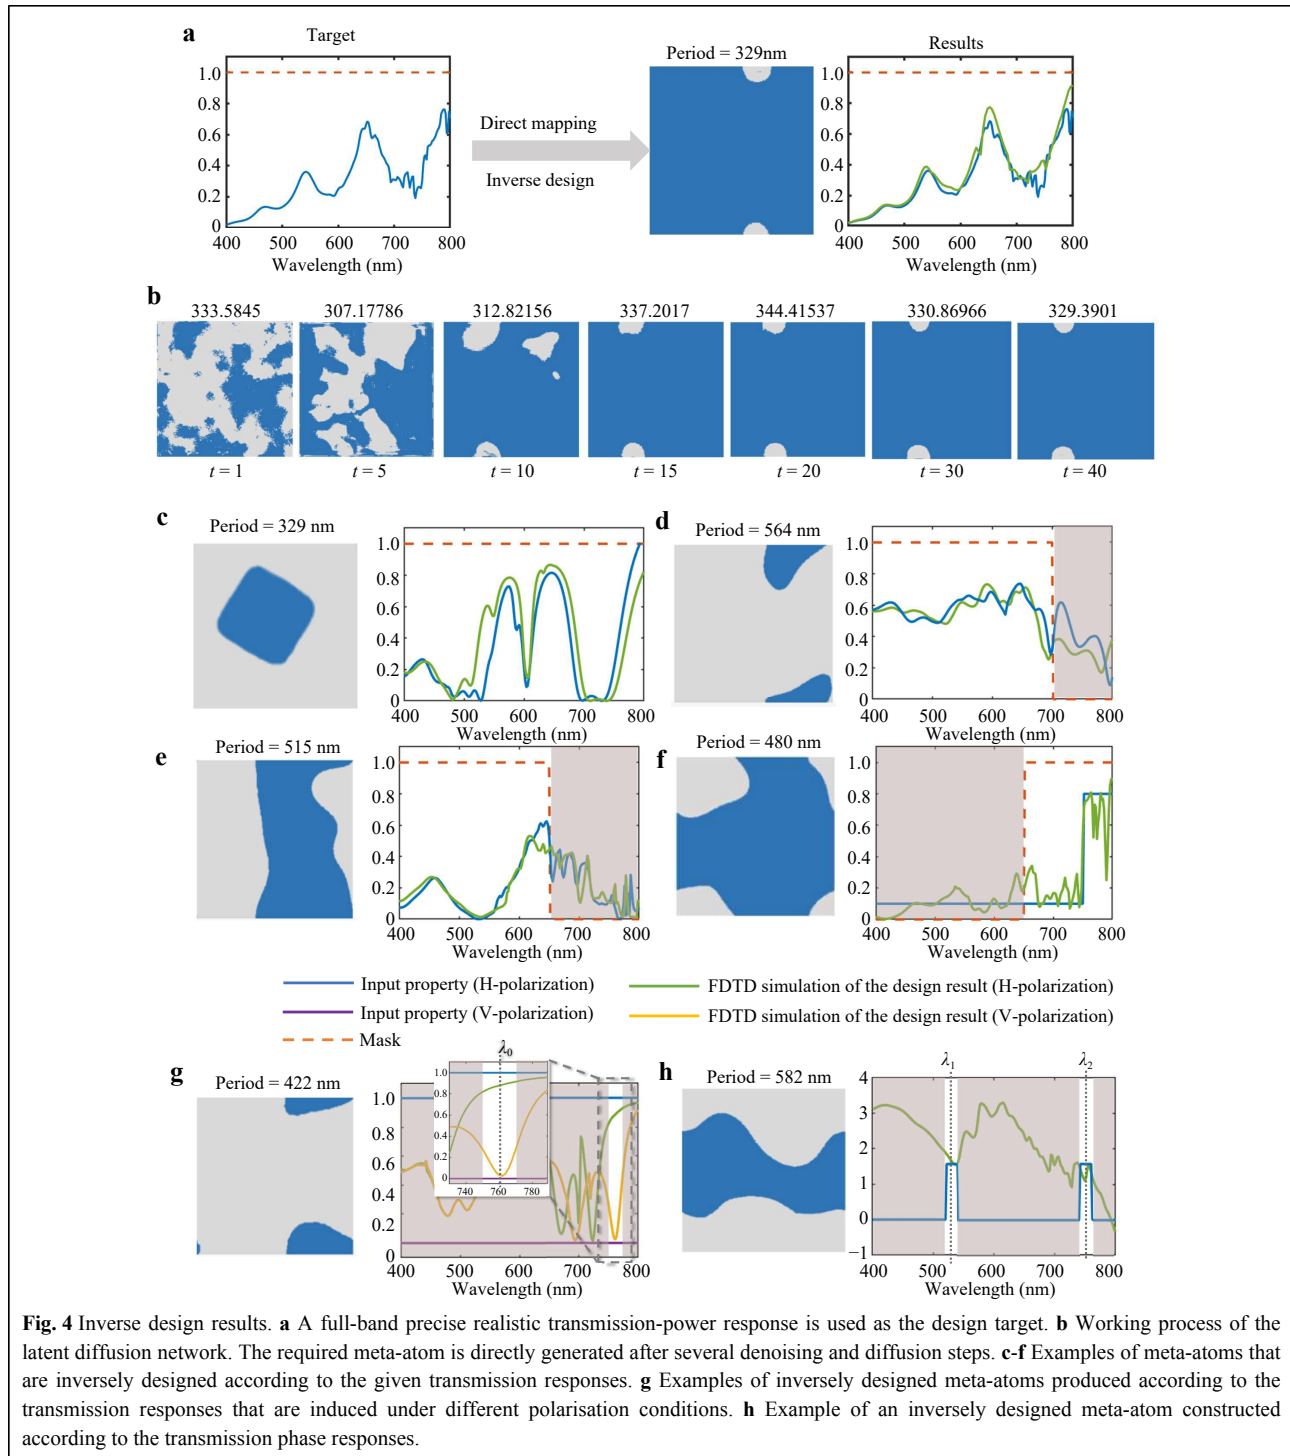 a
Target
1.0
0.8
0.6
0.4
0.2
0
400 500 600 700 800
Wavelength (nm)
Direct mapping
Inverse design
Period = 329nm
Results
1.0
0.8
0.6
0.4
0.2
0
400 500 600 700 800
Wavelength (nm)
b
333.5845 307.17786 312.82156 337.2017 344.41537 330.86966 329.3901
t = 1 t = 5 t = 10 t = 15 t = 20 t = 30 t = 40
c
Period = 329 nm
1.0
0.8
0.6
0.4
0.2
0
400 500 600 700 800
Wavelength (nm)
d
Period = 564 nm
1.0
0.8
0.6
0.4
0.2
0
400 500 600 700 800
Wavelength (nm)
e
Period = 515 nm
1.0
0.8
0.6
0.4
0.2
0
400 500 600 700 800
Wavelength (nm)
f
Period = 480 nm
1.0
0.8
0.6
0.4
0.2
0
400 500 600 700 800
Wavelength (nm)
Input property (H-polarization)
FDTD simulation of the design result (H-polarization)
Input property (V-polarization)
FDTD simulation of the design result (V-polarization)
Mask
g
Period = 422 nm
1.0
0.8
0.6
0.4
0.2
0
400 500 600 700 800
Wavelength (nm)
λ0
1.0
0.8
0.6
0.4
0.2
0
740 760 780
h
Period = 582 nm
λ1 λ2
4
3
2
1
0
−1
400 500 600 700 800
Wavelength (nm)
Fig. 4 Inverse design results. a A full-band precise realistic transmission-power response is used as the design target. b Working process of the
latent diffusion network. The required meta-atom is directly generated after several denoising and diffusion steps. c-f Examples of meta-atoms that
are inversely designed according to the given transmission responses. g Examples of inversely designed meta-atoms produced according to the
transmission responses that are induced under different polarisation conditions. h Example of an inversely designed meta-atom constructed
according to the transmission phase responses.